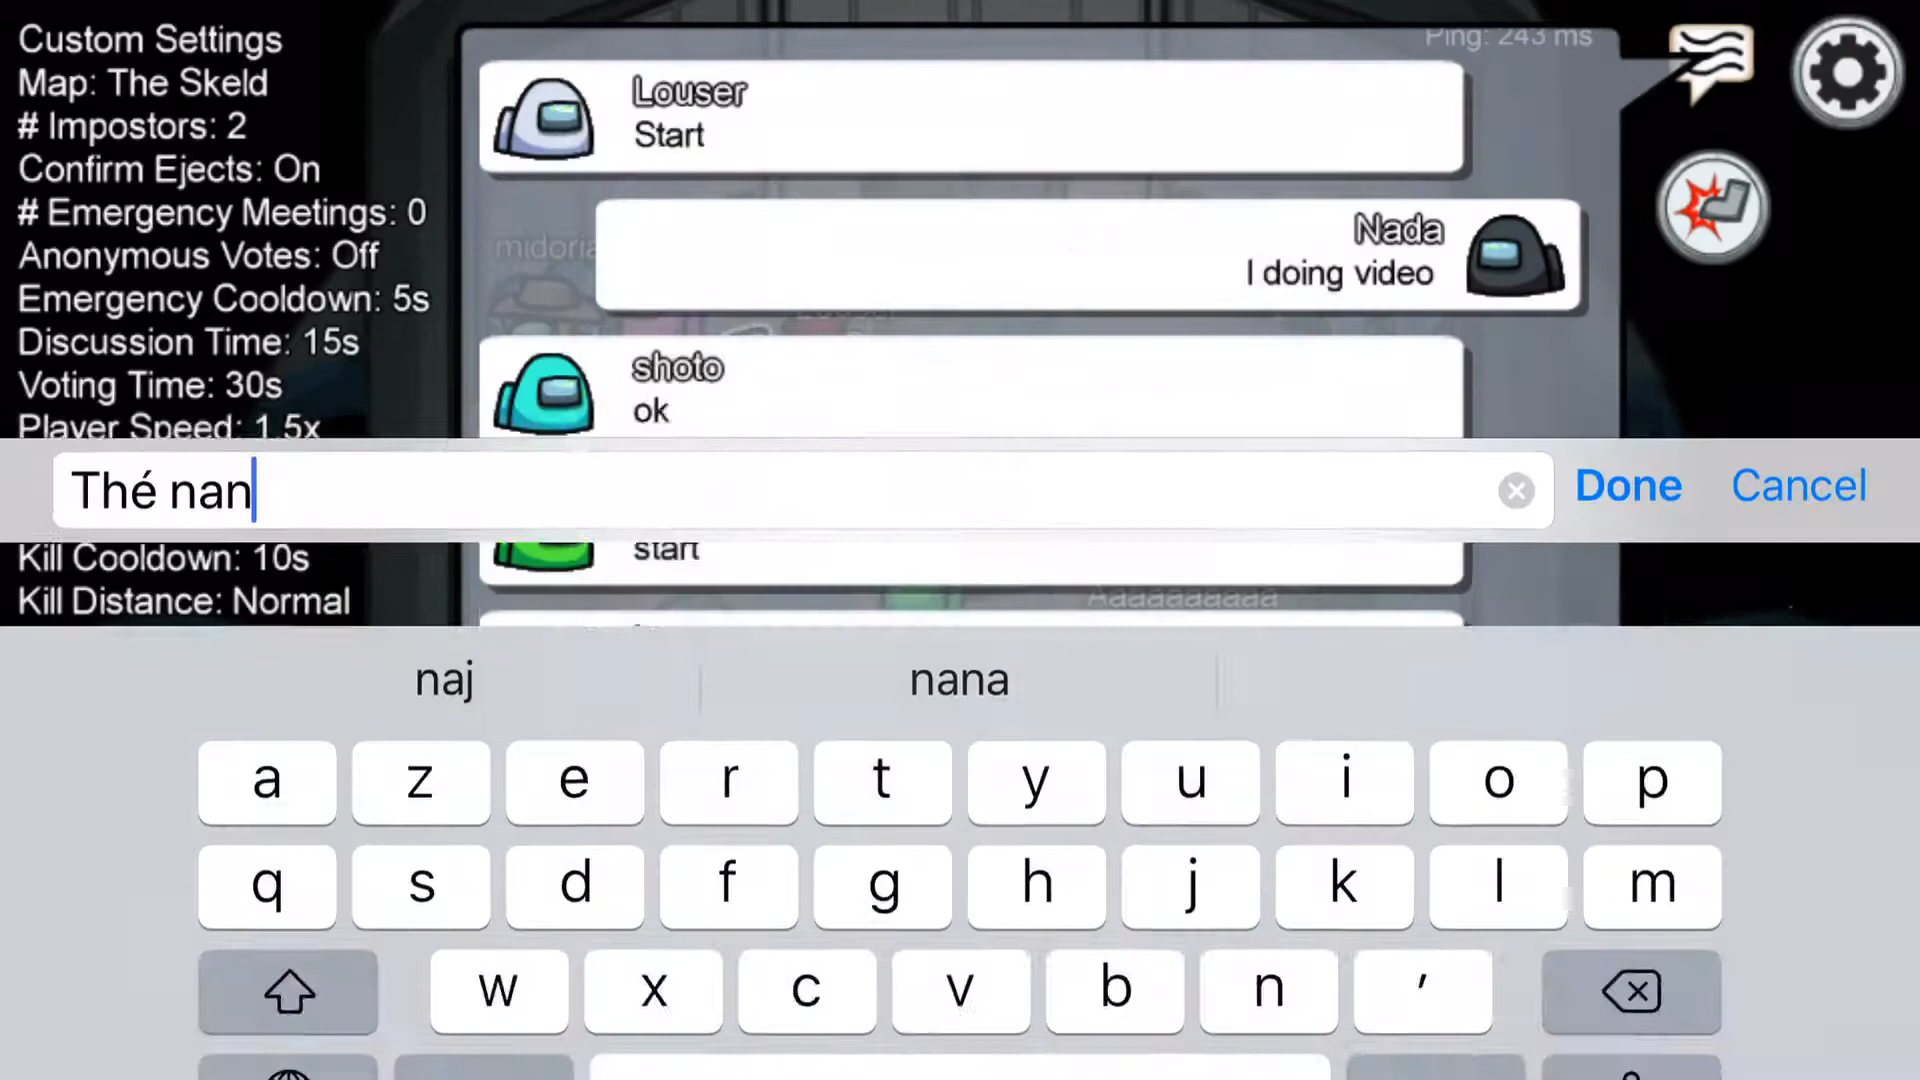 Custom Settings
Map: The Skeld
# Impostors: 2
Confirm Ejects: On
# Emergency Meetings: 0
Anonymous Votes: Off
Emergency Cooldown: 5s
Discussion Time: 15s
Voting Time: 30s
Player Speed: 1.5x
Kill Cooldown: 10s
Kill Distance: Normal
Ping: 243 ms
Louser
Start
Nada
I doing video
midoria
shoto
ok
Thé nan
Done
Cancel
start
Aaaaaaaaaa
naj nana
a z e r t y u i o p
q s d f g h j k l m
w x c v b n ′